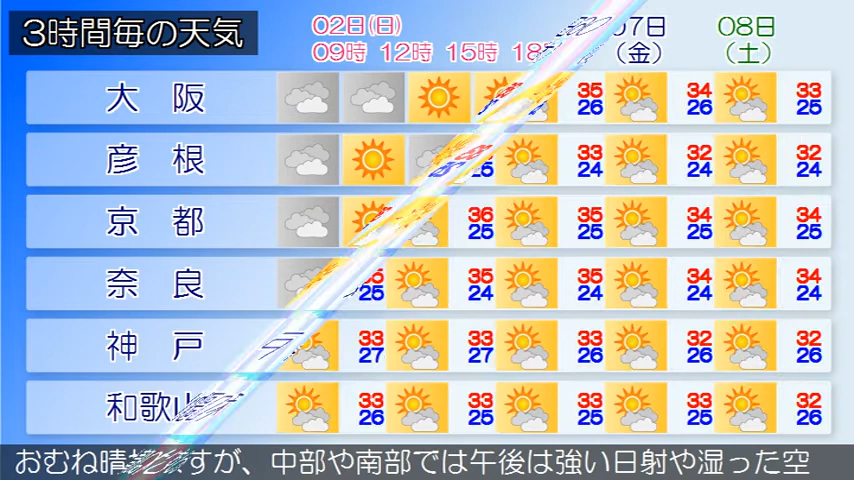 3時間毎の天気
02日(日)
09時 12時 15時
07日 08日
(金) (土)
大 阪 35 26 34 26 33 25
彦 根 33 24 32 24 32 24
京 都 36 25 35 25 34 25 34 25
奈 良 25 35 24 35 24 34 24 34 24
神 戸 33 27 33 27 33 26 32 26 32 26
和歌山 33 26 33 25 33 25 33 25 32 26
おむね晴 すが、中部や南部では午後は強い日射や湿った空